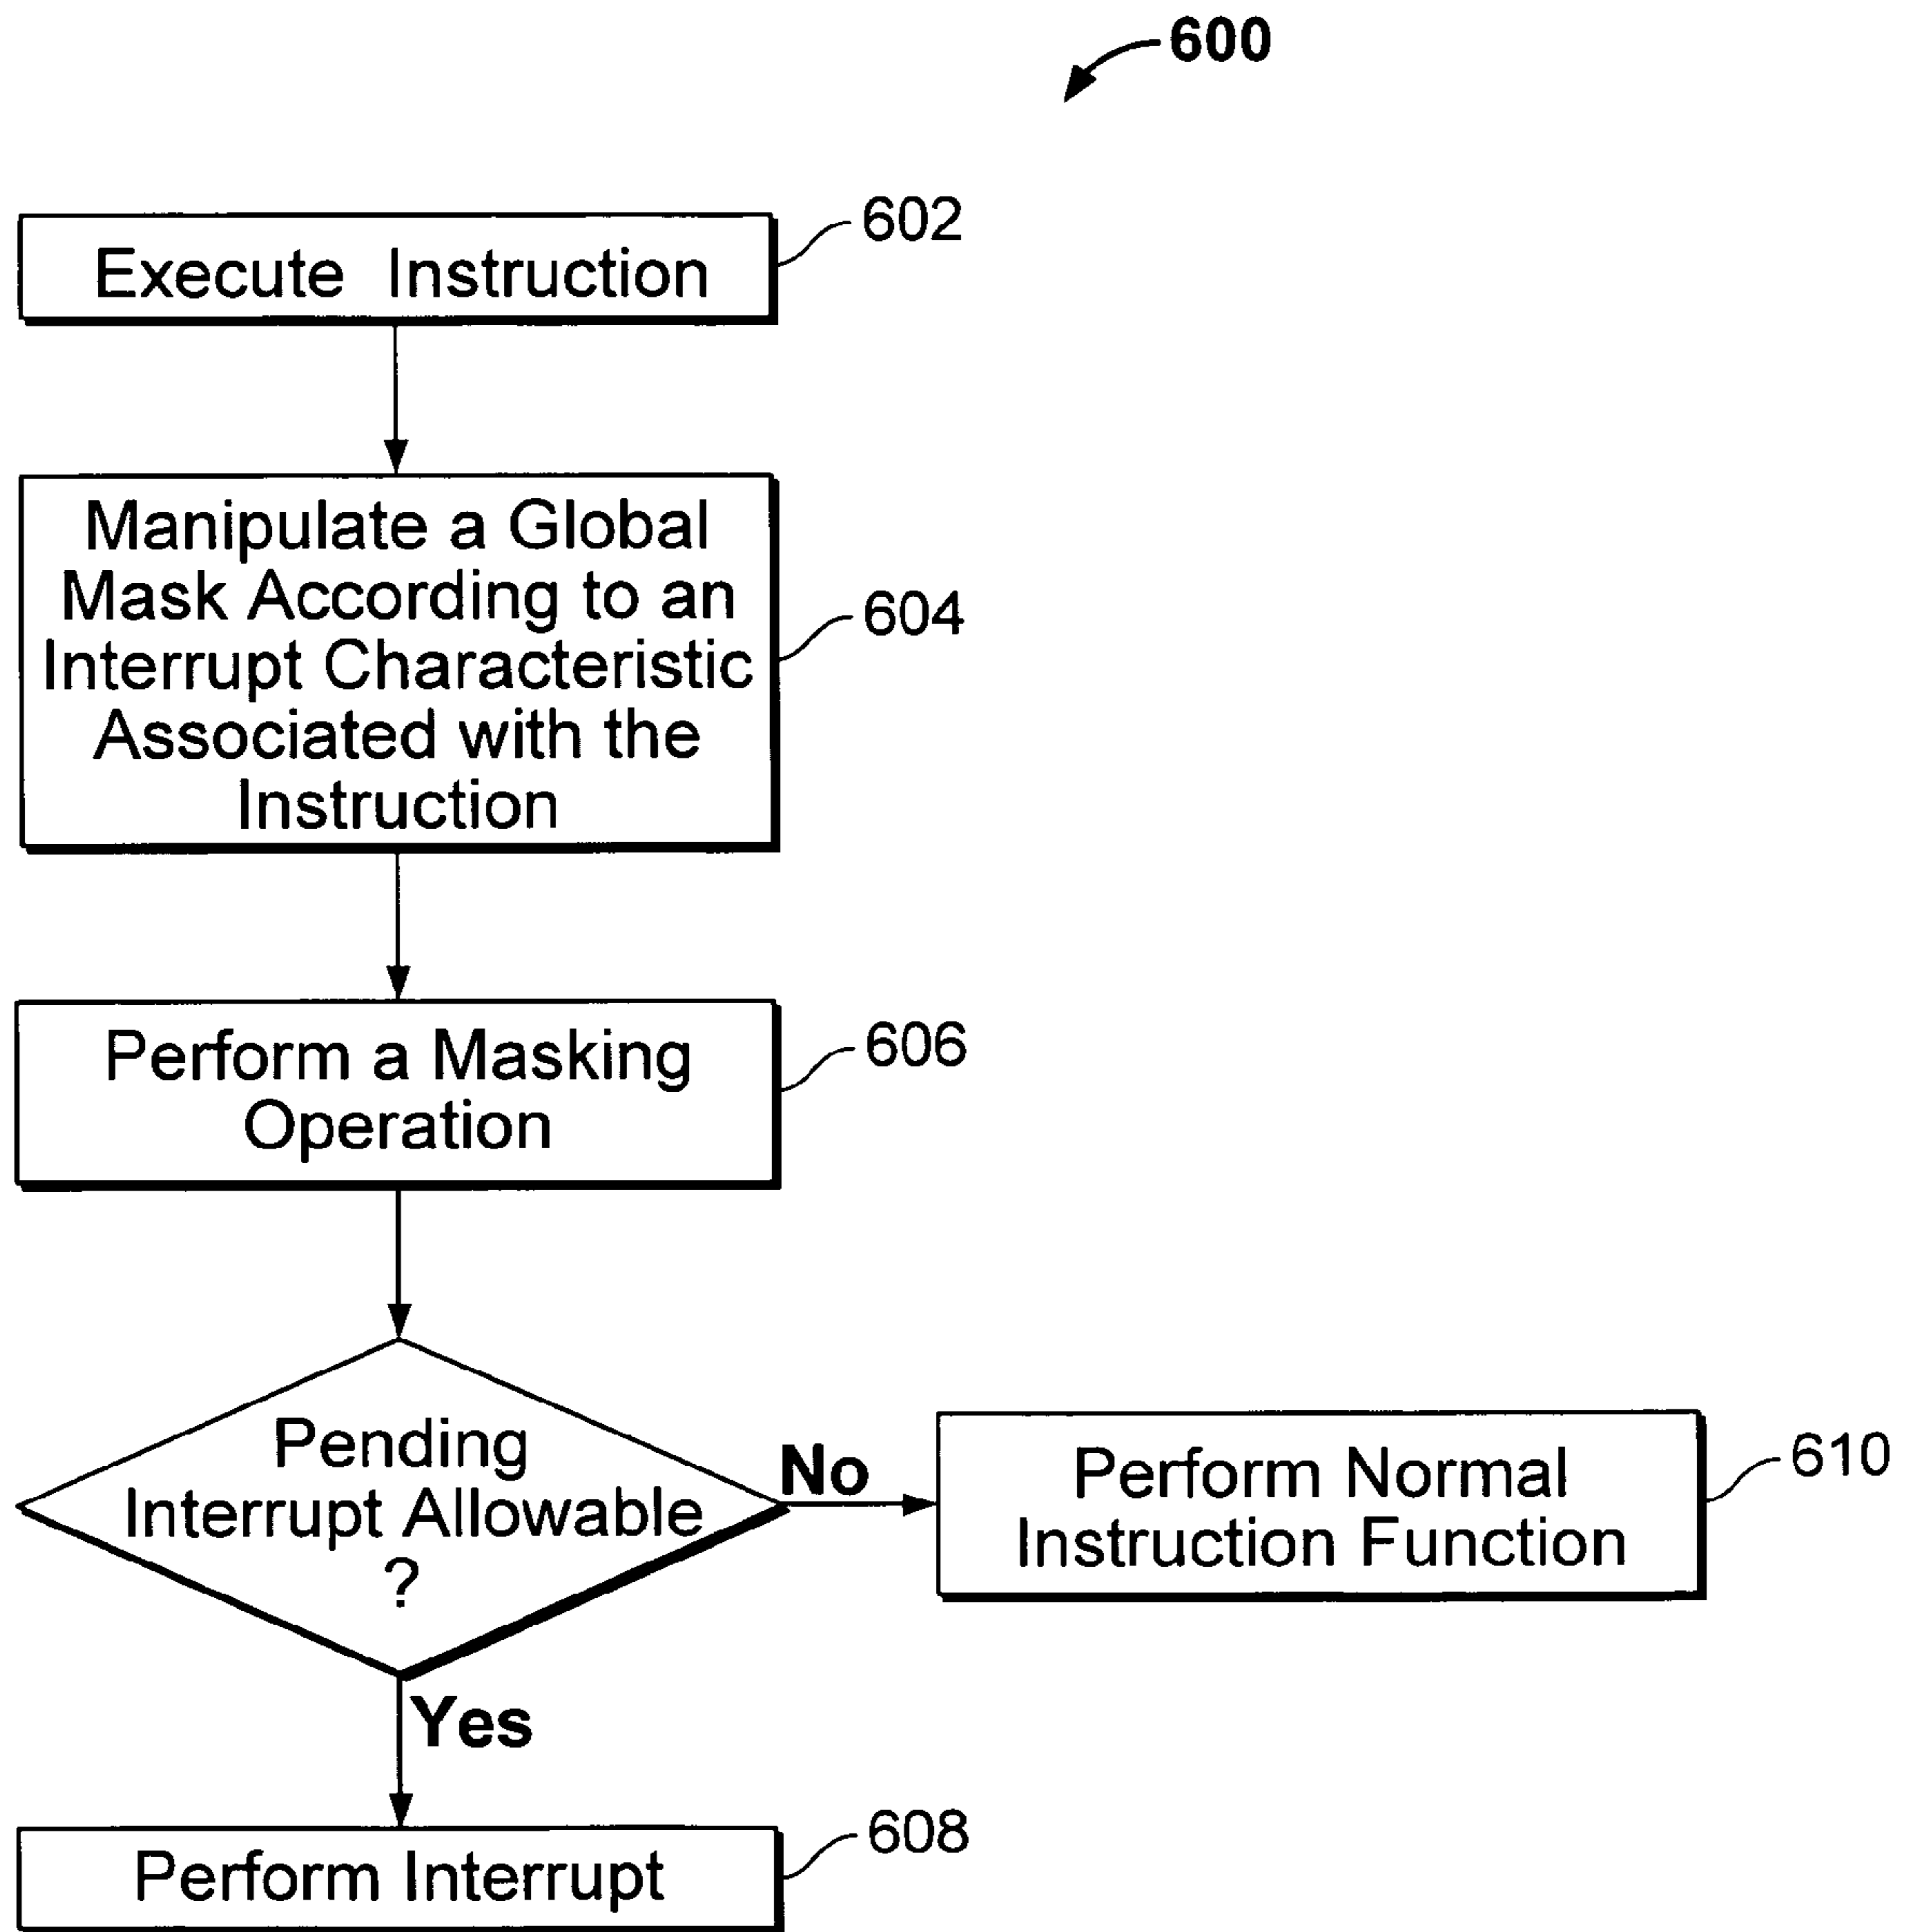 600
602
Execute Instruction
Manipulate a Global
Mask According to an
Interrupt Characteristic
Associated with the
Instruction
604
Perform a Masking
Operation
606
Pending
Interrupt Allowable
?
No
Perform Normal
Instruction Function
610
Yes
Perform Interrupt
608